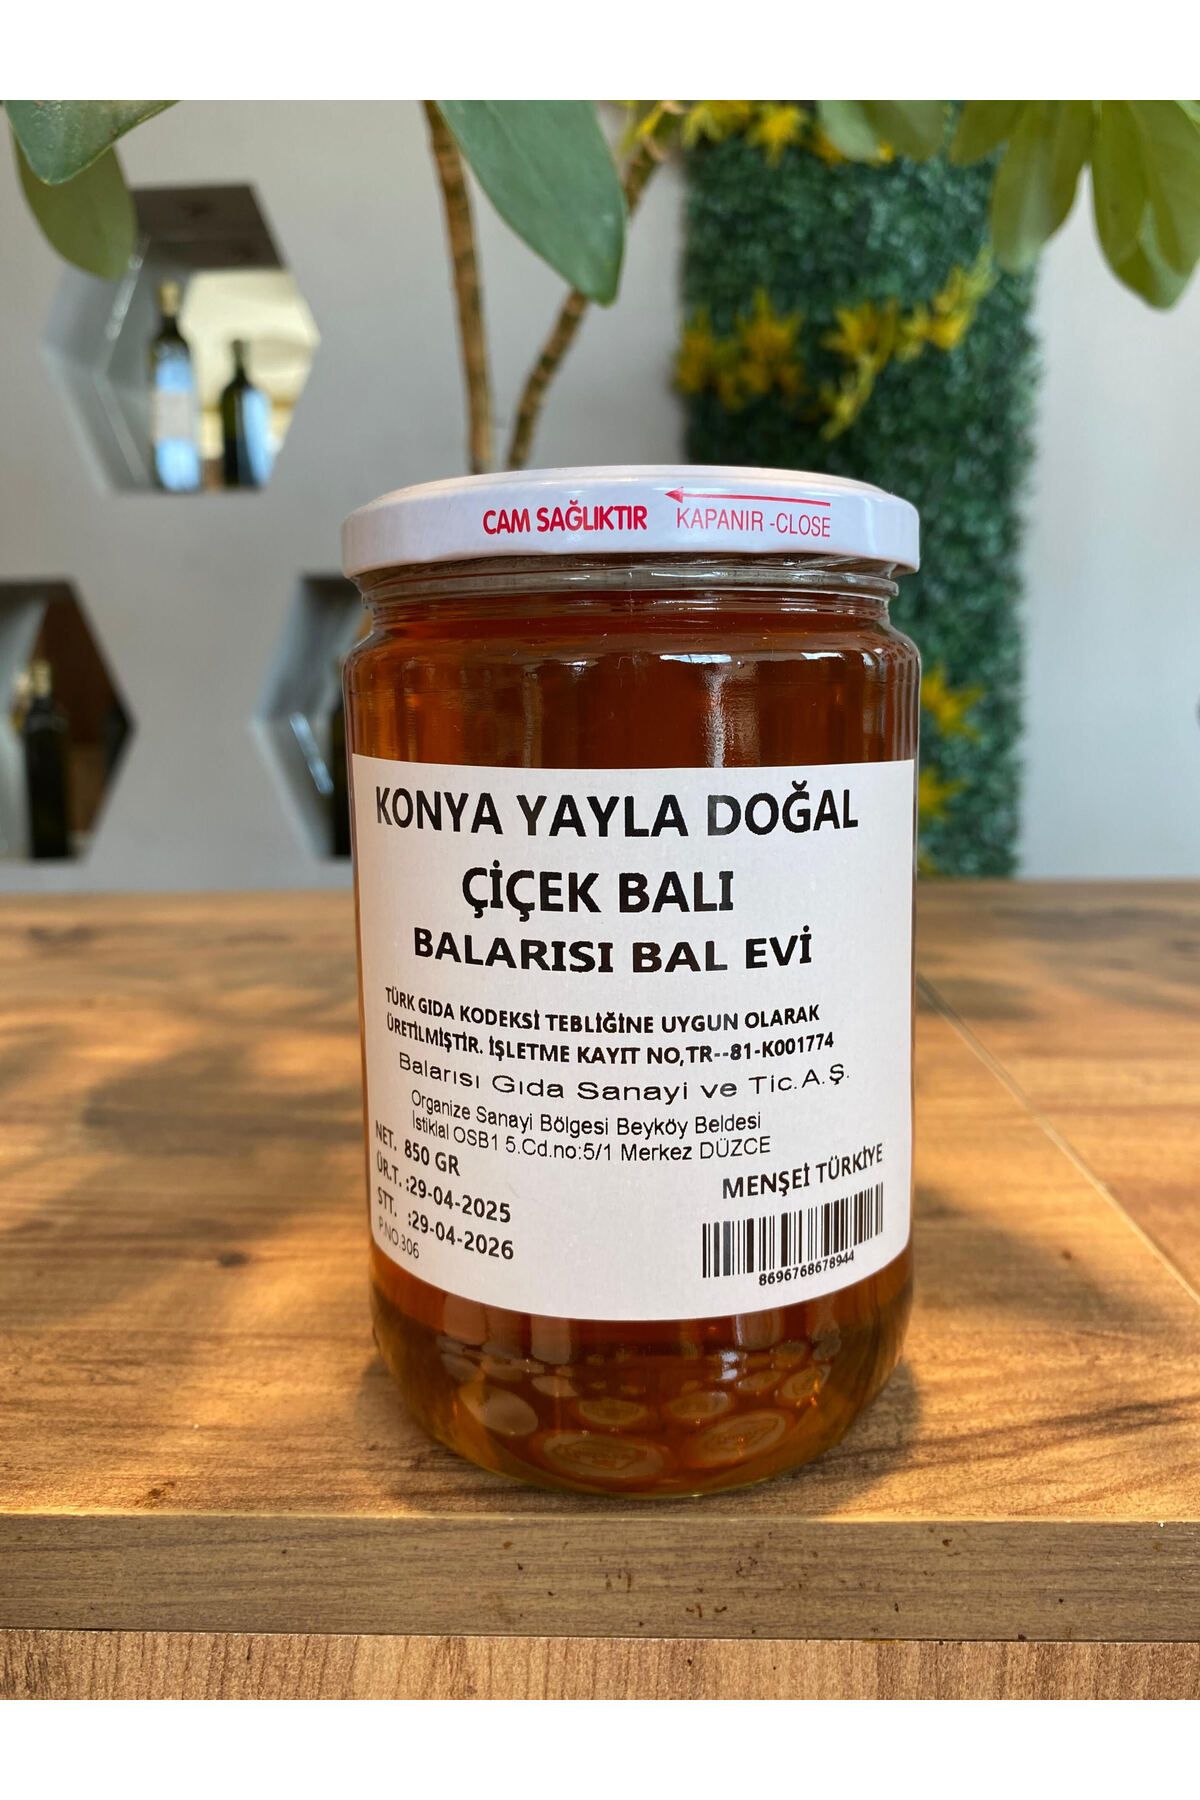 CAM SAĞLIKTIR KAPANIR -CLOSE
KONYA YAYLA DOĞAL
ÇİÇEK BALI
BALARISI BAL EVİ
TÜRK GIDA KODEKSİ TEBLİĞİNE UYGUN OLARAK
ÜRETİLMİŞTİR. İŞLETME KAYIT NO,TR--81-K001774
Balarısı Gıda Sanayi ve Tic.A.Ş.
Organize Sanayi Bölgesi Beyköy Beldesi
İstiklal OSB1 5.Cd.no:5/1 Merkez DÜZCE
NET. 850 GR
ÜR.T. :29-04-2025
STT. :29-04-2026
P.NO.306
MENŞEİ TÜRKİYE
8696768678944